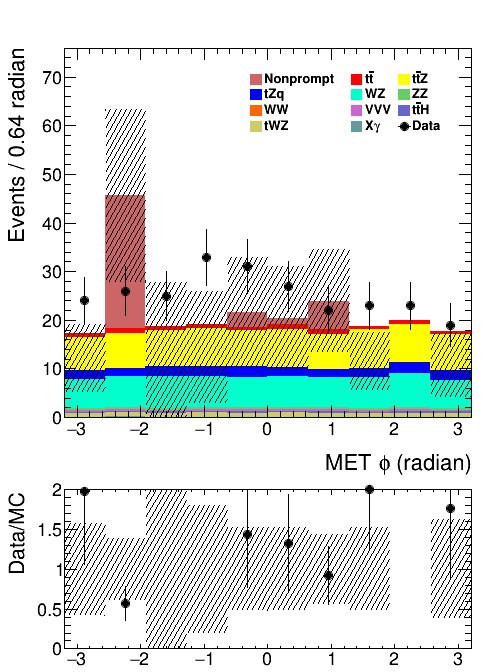 Events / 0.64 radian
70
60
50
40
30
20
10
0
Nonprompt tt̄ tt̄Z
tZq WZ ZZ
WW VVV tt̄H
tWZ Xγ Data
−3 −2 −1 0 1 2 3
MET ϕ (radian)
Data/MC
2
1.5
1
0.5
0
−3 −2 −1 0 1 2 3